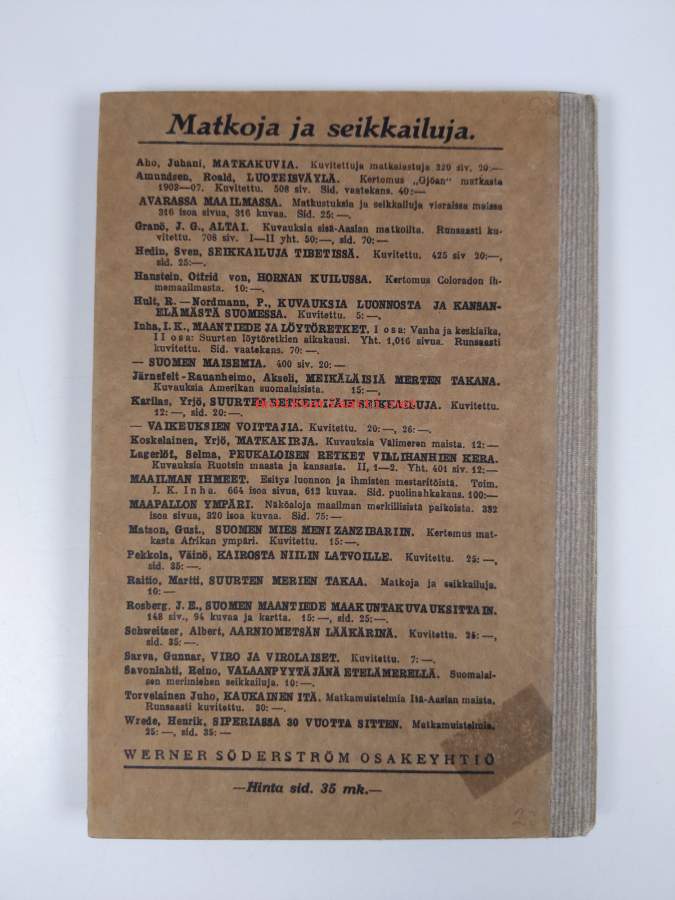 Matkoja ja seikkailuja.
Aho, Juhani, MATKAKUVIA. Kuvitettuja matkalastuja 320 siv. 20:—
Amundsen, Roald, LUOTEISVÄYLÄ. Kertomus „Gjöan" matkasta
1903—07. Kuvitettu. 508 siv. Sid. vaatekans. 40:—
AVARASSA MAAILMASSA. Matkustuksia ja seikkailuja vieraissa maissa
316 isoa sivua, 316 kuvaa. Sid. 25:—.
Granö, J. G., ALTAI. Kuvauksia sisä-Aasian matkoilta. Runsaasti ku-
vitettu. 708 siv. I—II yht. 50:—, sid. 70:—
Hedin, Sven, SEIKKAILUJA TIBETISSÄ. Kuvitettu. 425 siv 20:—,
sid. 25:—.
Hanstein, Otfrid von, HORNAN KUILUSSA. Kertomus Coloradon ih-
memaailmasta. 10:—.
Hult, R. — Nordmann, P., KUVAUKSIA LUONNOSTA JA KANSAN-
ELÄMÄSTÄ SUOMESSA. Kuvitettu. 5:—,
Inha, I. K., MAANTIEDE JA LÖYTÖRETKET. I osa: Vanha ja keskiaika,
II osa: Suurten löytöretkien aikakausi. Yht. 1,016 sivua. Runsaasti
kuvitettu. Sid. vaatekans. 70:—.
— SUOMEN MAISEMIA. 400 siv. 20:—
Järnefelt-Rauanheimo, Akseli, MEIKÄLÄISIÄ MERTEN TAKANA.
Kuvauksia Amerikan suomalaisista. 15:—,
Karilas, Yrjö, SUURTEN RETKEILIJÄIN SEIKKAILUJA. Kuvitettu.
12:—, sid. 20:—.
— VAIKEUKSIEN VOITTAJIA. Kuvitettu. 20:—, 26:—.
Koskelainen, Yrjö, MATKAKIRJA. Kuvauksia Välimeren maista. 12:—
Lagerlöf, Selma, PEUKALOISEN RETKET VILLIHANHIEN KERA.
Kuvauksia Ruotsin maasta ja kansasta. II, 1—2. Yht. 401 siv. 12:—
MAAILMAN IHMEET. Esitys luonnon ja ihmisten mestaritöistä. Toim.
I. K. Inha. 664 isoa sivua, 612 kuvaa. Sid. puolinahkakans. 100:—
MAAPALLON YMPÄRI. Näköaloja maailman merkillisistä paikoista. 332
isoa sivua, 320 isoa kuvaa. Sid. 75:—
Matson, Gust., SUOMEN MIES MENI ZANZIBARIIN. Kertomus mat-
kasta Afrikan ympäri. Kuvitettu. 15:—.
Pekkola, Väinö, KAIROSTA NIILIN LATVOILLE. Kuvitettu. 25:—,
sid. 35:—.
Raitio, Martti, SUURTEN MERIEN TAKAA. Matkoja ja seikkailuja.
10:—
Rosberg, J. E., SUOMEN MAANTIEDE MAAKUNTAKUVAUKSITTAIN.
148 siv., 94 kuvaa ja kartta. 15:—, sid. 25:—.
Schweitzer, Albert, AARNIOMETSÄN LÄÄKÄRINÄ. Kuvitettu. 25:—,
sid. 35:—.
Sarva, Gunnar, VIRO JA VIROLAISET. Kuvitettu. 7:—.
Savonlahti, Reino, VALAANPYYTÄJÄNÄ ETELÄMERELLÄ. Suomalai-
sen merimiehen seikkailuja. 10:—.
Torvelainen Juho, KAUKAINEN ITÄ. Matkamuistelmia Itä-Aasian maista.
Runsaasti kuvitettu. 30:—.
Wrede, Henrik, SIPERIASSA 30 VUOTTA SITTEN. Matkamuistelmia.
25:—, sid. 35:—
WERNER SÖDERSTRÖM OSAKEYHTIÖ
—Hinta sid. 35 mk.—